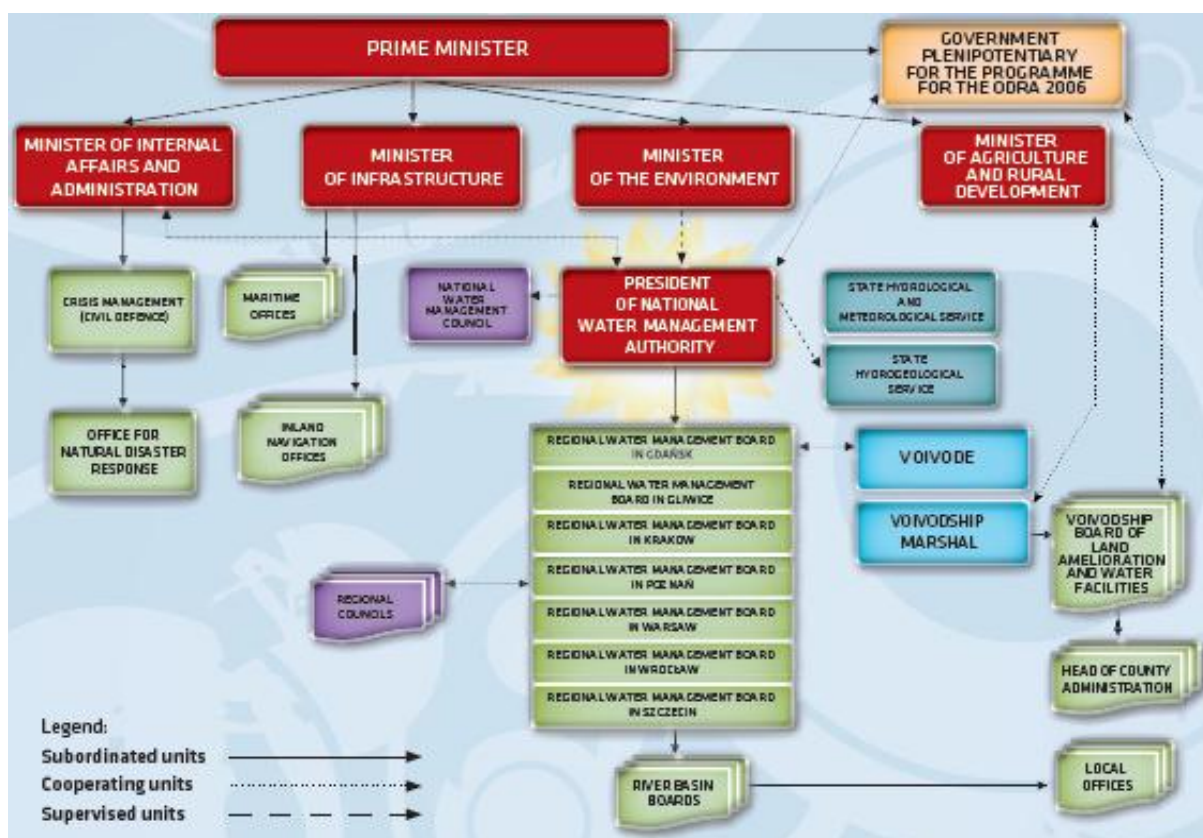 PRIME MINISTER
GOVERNMENT
PLENIPOTENTIARY
FOR THE PROGRAMME
FOR THE ODRA 2006
MINISTER OF INTERNAL
AFFAIRS AND
ADMINISTRATION
MINISTER
OF INFRASTRUCTURE
MINISTER
OF THE ENVIRONMENT
MINISTER
OF AGRICULTURE
AND RURAL
DEVELOPMENT
CRISIS MANAGEMENT
(CIVIL DEFENCE)
MARITIME
OFFICES
NATIONAL
WATER
MANAGEMENT
COUNCIL
PRESIDENT
OF NATIONAL
WATER MANAGEMENT
AUTHORITY
STATE HYDROLOGICAL AND
AND
METEOROLOGICAL SERVICE
STATE
HYDROGEOLOGICAL
SERVICE
OFFICE FOR
NATURAL DISASTER
RESPONSE
INLAND
NAVIGATION
OFFICES
REGIONAL WATER MANAGEMENT BOARD
IN GDAŃSK
REGIONAL WATER MANAGEMENT
BOARD IN GLIWICE
REGIONAL WATER MANAGEMENT BOARD
IN KRAKOW
REGIONAL WATER MANAGEMENT BOARD
IN POZNAŃ
REGIONAL WATER MANAGEMENT BOARD
IN WARSAW
REGIONAL WATER MANAGEMENT BOARD
IN WROCŁAW
REGIONAL WATER MANAGEMENT BOARD
IN SZCZECIN
VOIVODE
VOIVODSHIP
MARSHAL
VOIVODSHIP
BOARD OF
LAND
AMELIORATION
AND WATER
FACILITIES
REGIONAL
COUNCILS
HEAD OF COUNTY
ADMINISTRATION
RIVER BASIN
BOARDS
LOCAL
OFFICES
Legend:
Subordinated units
Cooperating units
Supervised units